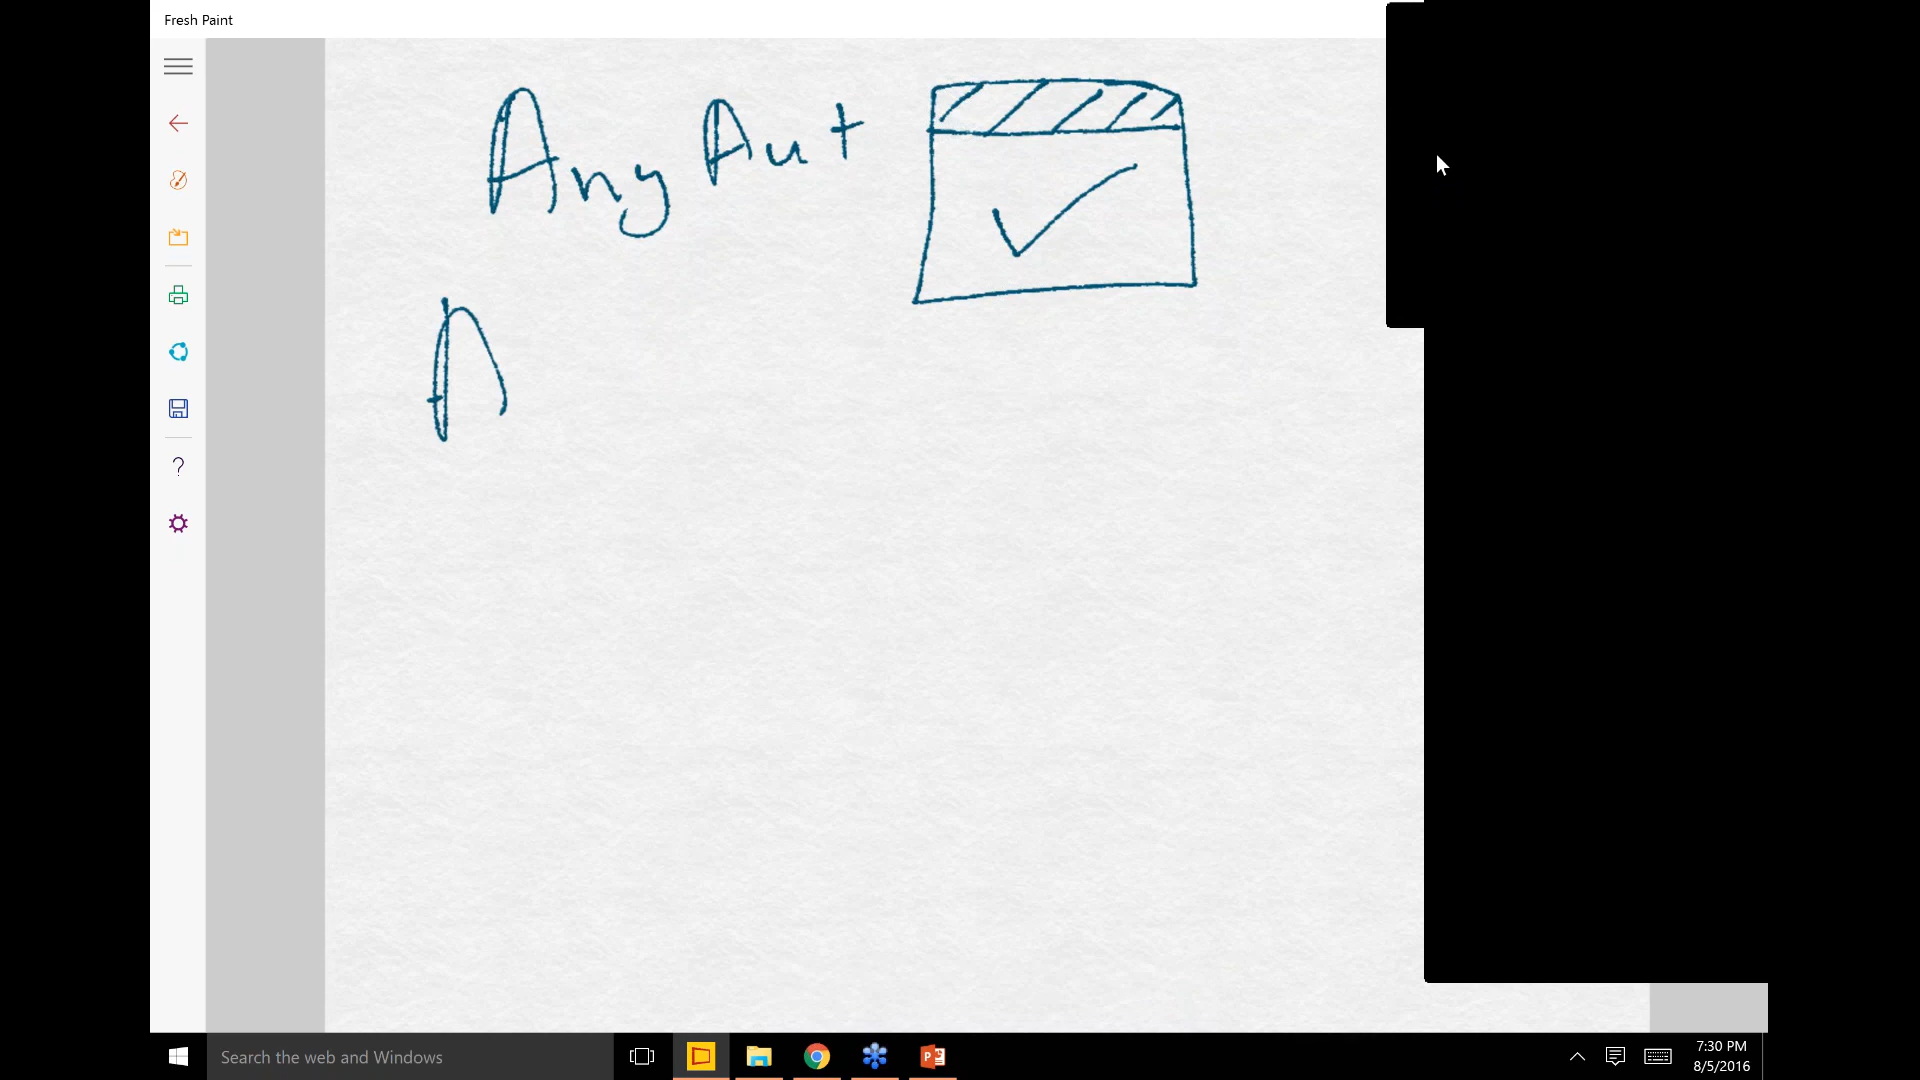 Fresh Paint
Any Aut
?
Search the web and Windows
7:30 PM
8/5/2016